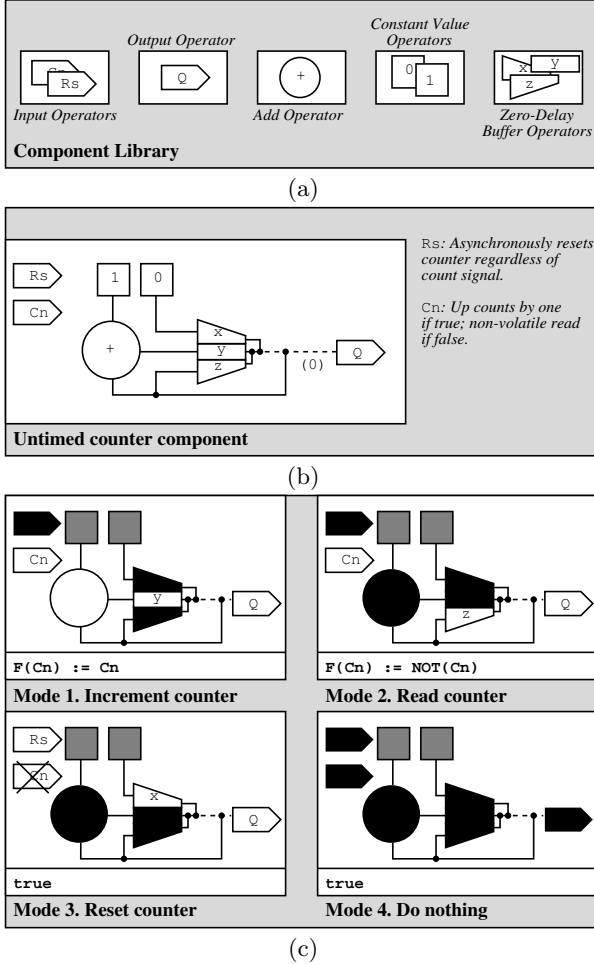 Constant Value
Operators
Output Operator
Cn
Rs
Q
+
0
1
x
y
z
Input Operators
Add Operator
Zero-Delay
Buffer Operators
Component Library
(a)
Rs
Cn
1
0
+
x
y
z
(0)
Q
Rs: Asynchronously resets
counter regardless of
count signal.
Cn: Up counts by one
if true; non-volatile read
if false.
Untimed counter component
(b)
Cn
y
Q
F(Cn) := Cn
Mode 1. Increment counter
Cn
z
Q
F(Cn) := NOT(Cn)
Mode 2. Read counter
Rs
Cn
x
Q
true
Mode 3. Reset counter
true
Mode 4. Do nothing
(c)